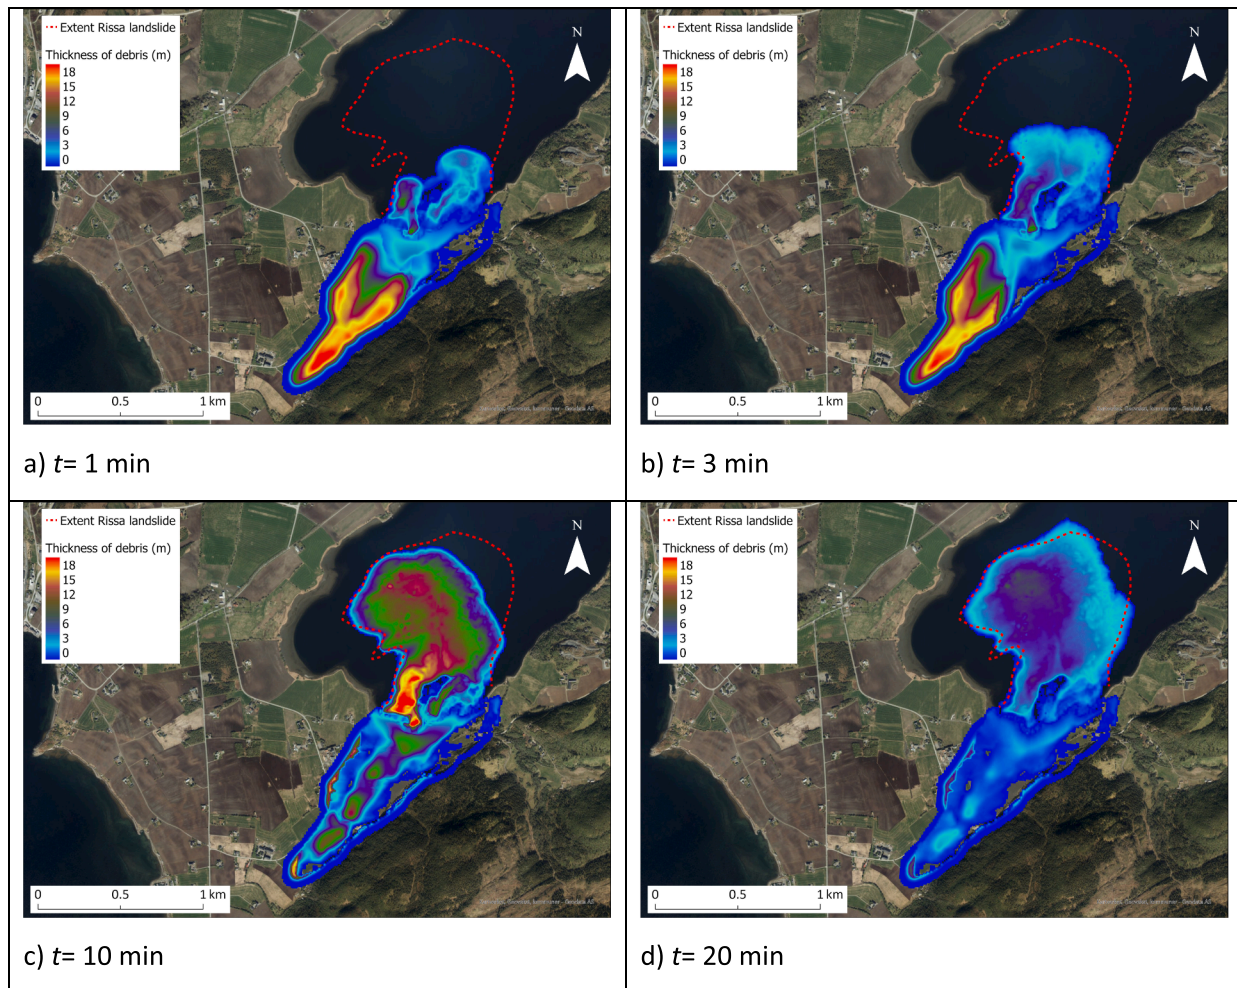 Extent Rissa landslide
Thickness of debris (m)
18
15
12
9
6
3
0
N
0 0.5 1 km
a) t= 1 min
Extent Rissa landslide
Thickness of debris (m)
18
15
12
9
6
3
0
N
0 0.5 1 km
b) t= 3 min
Extent Rissa landslide
Thickness of debris (m)
18
15
12
9
6
3
0
N
0 0.5 1 km
c) t= 10 min
Extent Rissa landslide
Thickness of debris (m)
18
15
12
9
6
3
0
N
0 0.5 1 km
d) t= 20 min